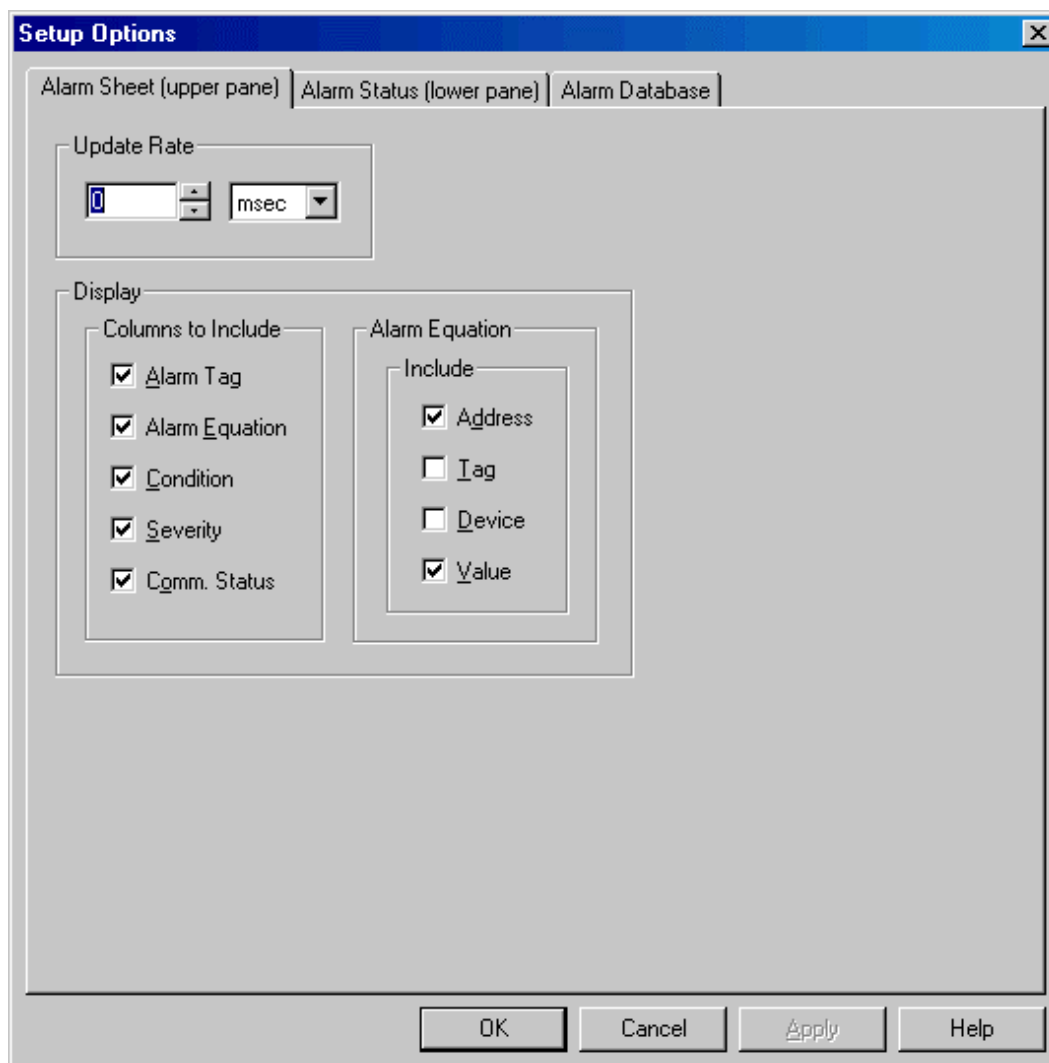 Setup Options
Alarm Sheet (upper pane)
Alarm Status (lower pane)
Alarm Database
Update Rate
0
msec
Display
Columns to Include
Alarm Tag
Alarm Equation
Condition
Severity
Comm. Status
Alarm Equation
Include
Address
Tag
Device
Value
OK
Cancel
Apply
Help